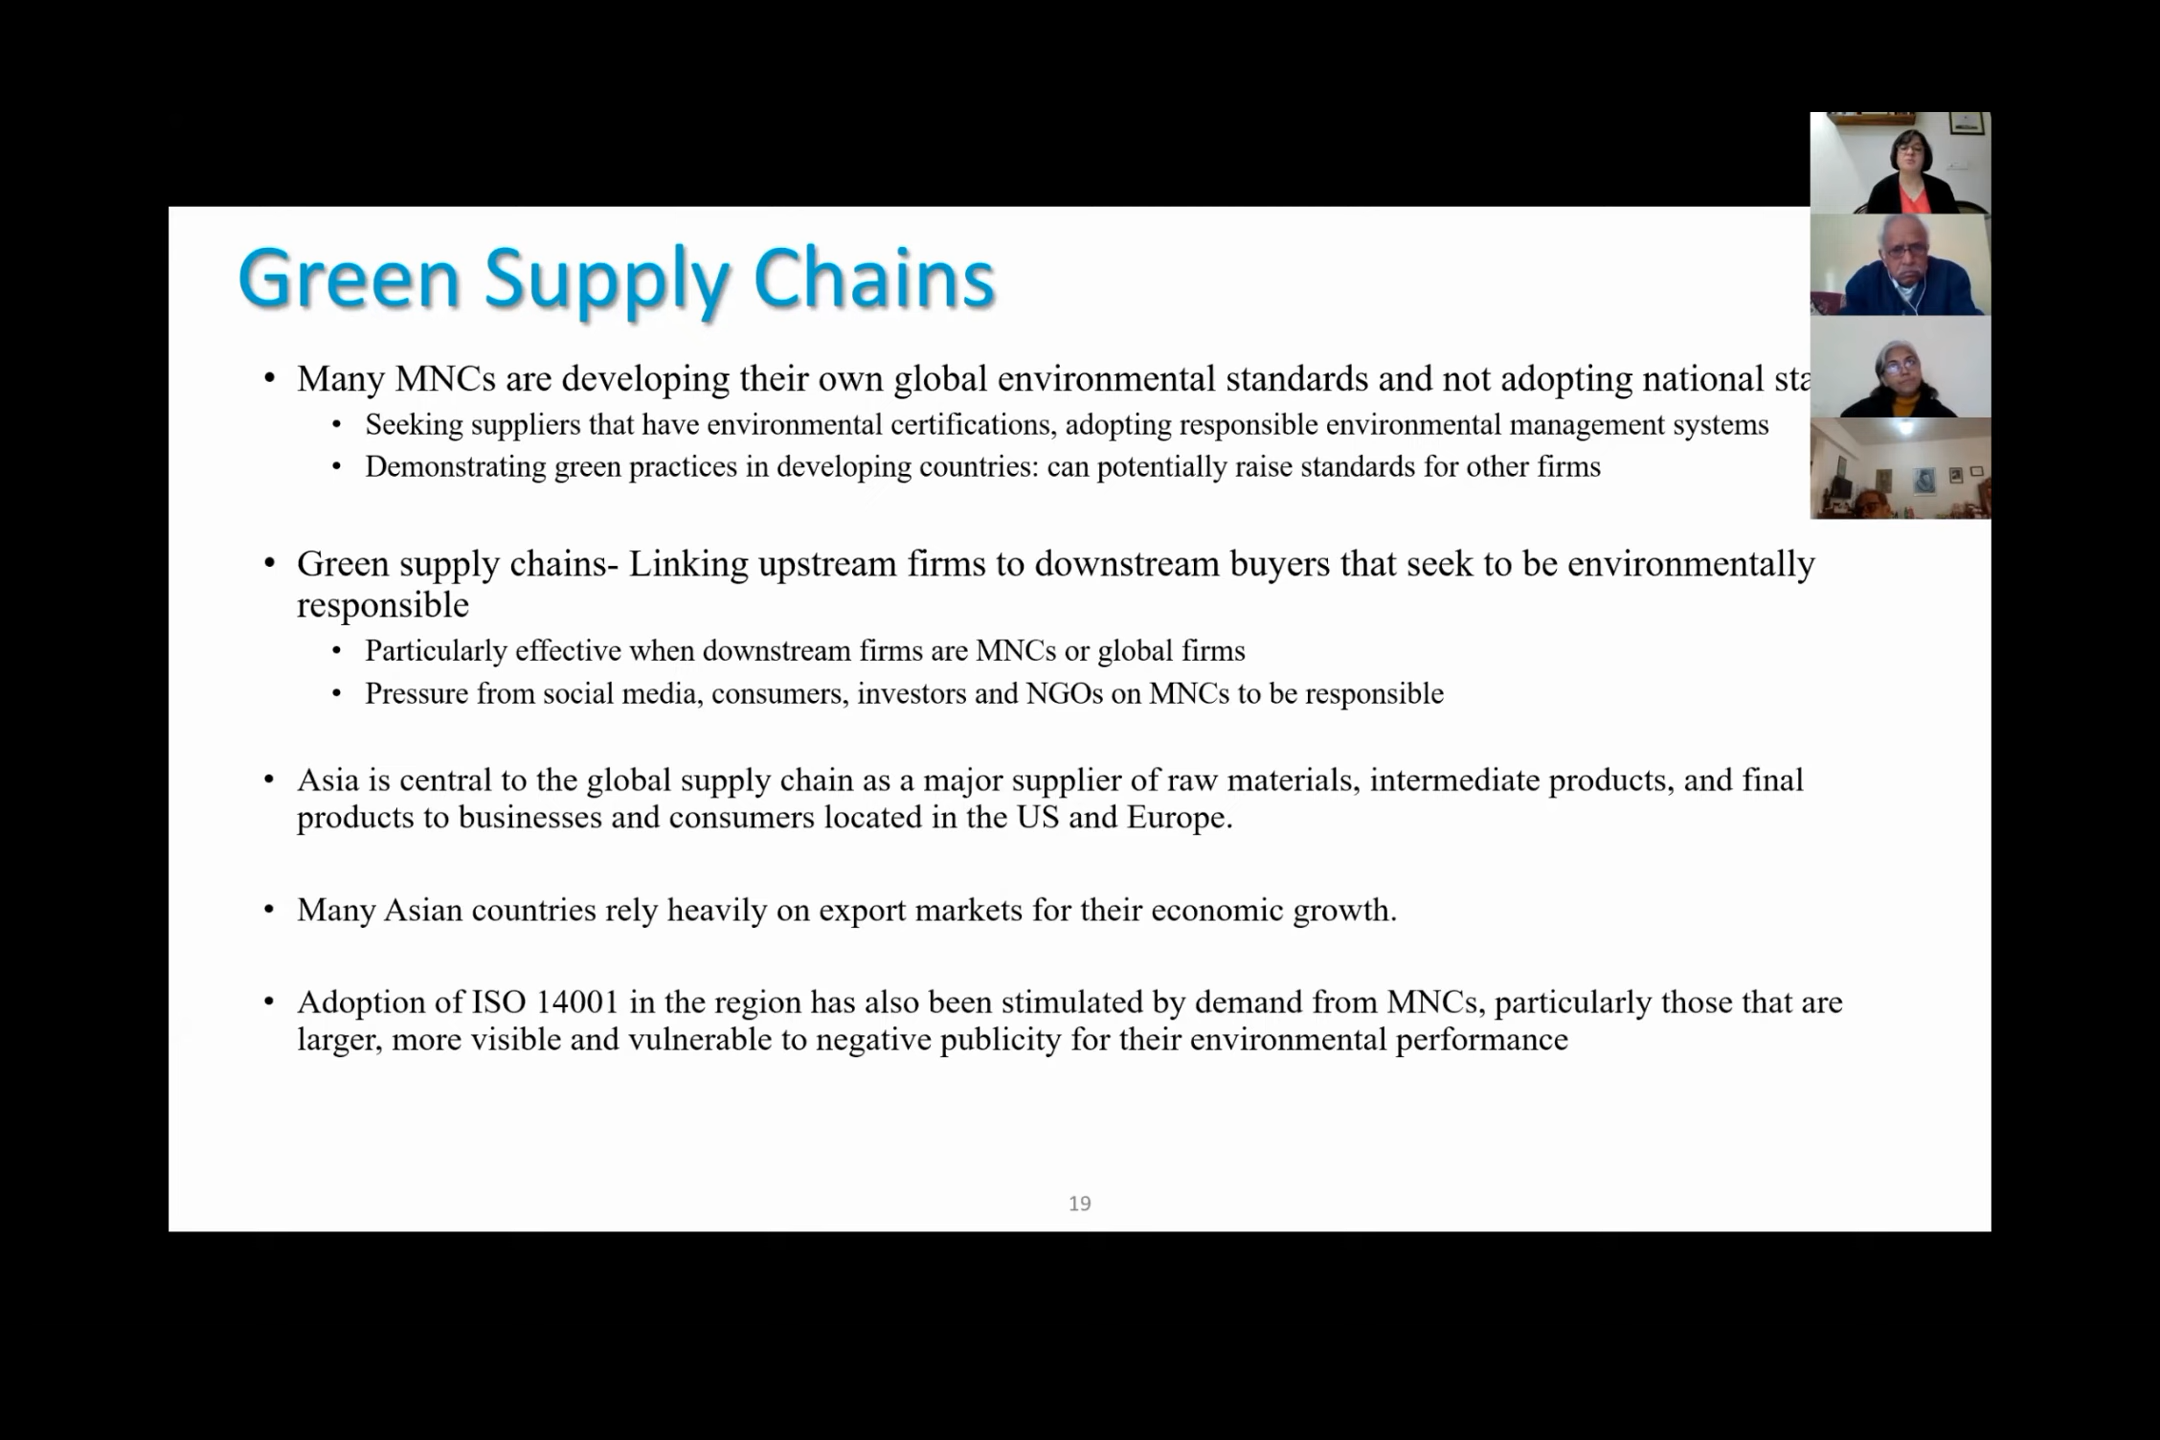 Green Supply Chains
• Many MNCs are developing their own global environmental standards and not adopting national
• Seeking suppliers that have environmental certifications, adopting responsible environmental management systems
• Demonstrating green practices in developing countries: can potentially raise standards for other firms
• Green supply chains- Linking upstream firms to downstream buyers that seek to be environmentally
responsible
• Particularly effective when downstream firms are MNCs or global firms
• Pressure from social media, consumers, investors and NGOs on MNCs to be responsible
• Asia is central to the global supply chain as a major supplier of raw materials, intermediate products, and final
products to businesses and consumers located in the US and Europe.
• Many Asian countries rely heavily on export markets for their economic growth.
• Adoption of ISO 14001 in the region has also been stimulated by demand from MNCs, particularly those that are
larger, more visible and vulnerable to negative publicity for their environmental performance
19